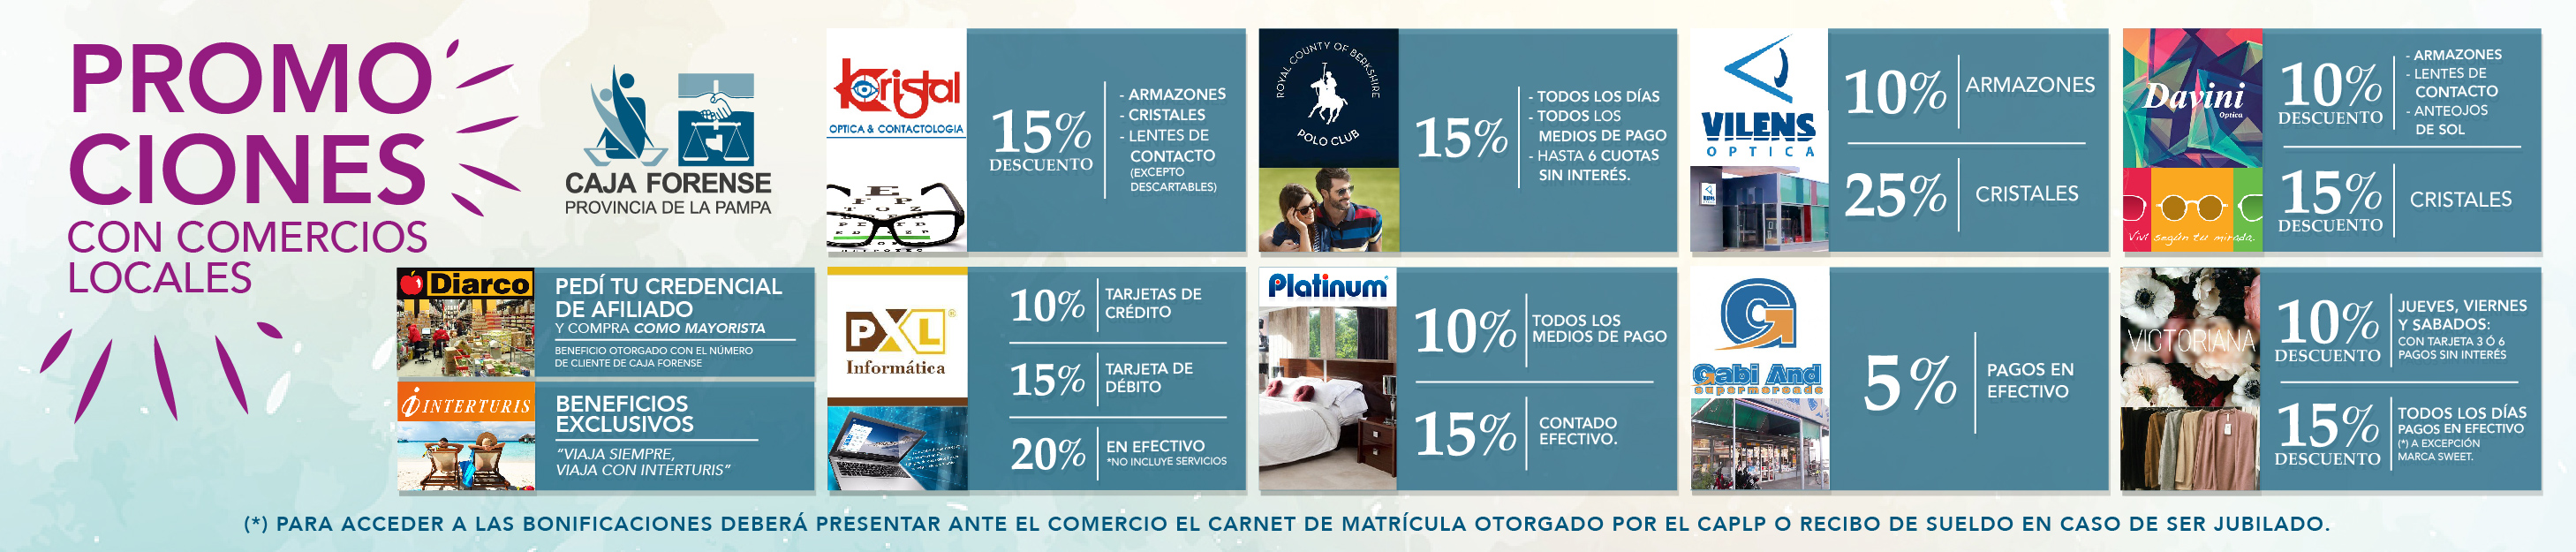 PROMO
CIONES
CON COMERCIOS
LOCALES
CAJA FORENSE
PROVINCIA DE LA PAMPA
Kristal
OPTICA & CONTACTOLOGIA
15%
DESCUENTO
- ARMAZONES
- CRISTALES
- LENTES DE
CONTACTO
(EXCEPTO
DESCARTABLES)
ROYAL COUNTY OF BERKSHIRE
POLO CLUB
15%
- TODOS LOS DÍAS
- TODOS LOS
MEDIOS DE PAGO
- HASTA 6 CUOTAS
SIN INTERÉS.
VILENS
OPTICA
10%
ARMAZONES
25%
CRISTALES
Davini
Optica
Viví según tu mirada.
10%
DESCUENTO
- ARMAZONES
- LENTES DE
CONTACTO
- ANTEOJOS
DE SOL
15%
DESCUENTO
CRISTALES
Diarco
PEDÍ TU CREDENCIAL
DE AFILIADO
Y COMPRA COMO MAYORISTA
BENEFICIO OTORGADO CON EL NÚMERO
DE CLIENTE DE CAJA FORENSE
INTERTURIS
BENEFICIOS
EXCLUSIVOS
"VIAJA SIEMPRE,
VIAJA CON INTERTURIS"
PXL®
Informática
10%
TARJETAS DE
CRÉDITO
15%
TARJETA DE
DÉBITO
20%
EN EFECTIVO
*NO INCLUYE SERVICIOS
Platinum®
10%
TODOS LOS
MEDIOS DE PAGO
15%
CONTADO
EFECTIVO.
G
Gabi And
supermercado
5%
PAGOS EN
EFECTIVO
VICTORIANA
10%
DESCUENTO
JUEVES, VIERNES
Y SABADOS:
CON TARJETA 3 Ó 6
PAGOS SIN INTERÉS
15%
DESCUENTO
TODOS LOS DÍAS
PAGOS EN EFECTIVO
(*) A EXCEPCIÓN
MARCA SWEET.
(*) PARA ACCEDER A LAS BONIFICACIONES DEBERÁ PRESENTAR ANTE EL COMERCIO EL CARNET DE MATRÍCULA OTORGADO POR EL CAPLP O RECIBO DE SUELDO EN CASO DE SER JUBILADO.